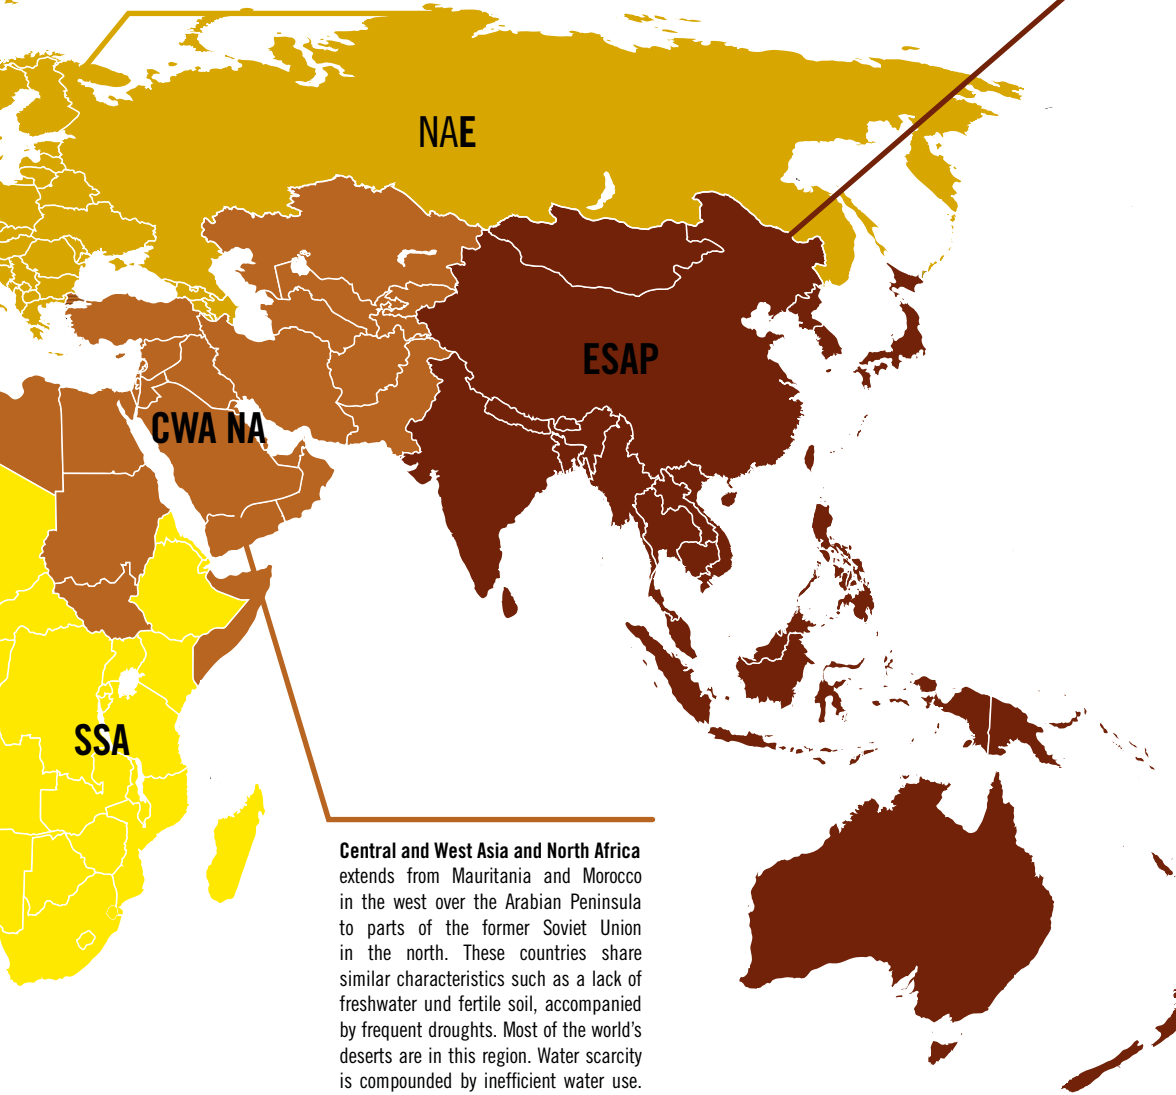 NAE
ESAP
CWA NA
SSA
Central and West Asia and North Africa
extends from Mauritania and Morocco
in the west over the Arabian Peninsula
to parts of the former Soviet Union
in the north. These countries share
similar characteristics such as a lack of
freshwater und fertile soil, accompanied
by frequent droughts. Most of the world’s
deserts are in this region. Water scarcity
is compounded by inefficient water use.